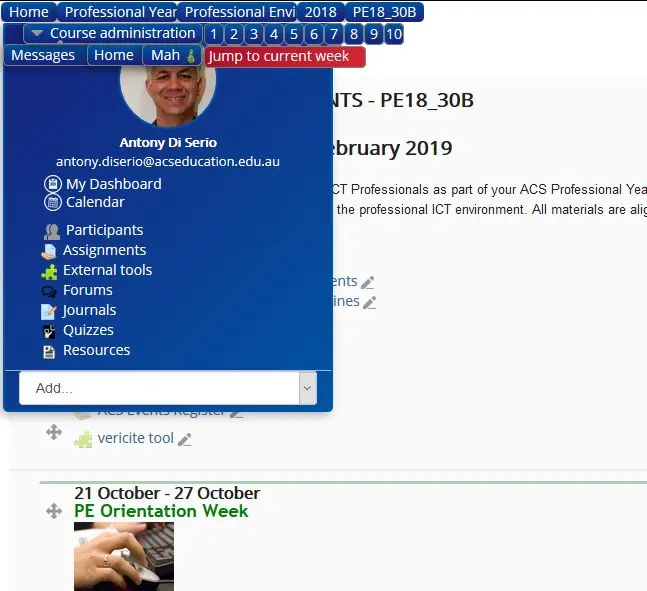 Home Professional Year Professional Envi 2018 PE18_30B
Course administration 1 2 3 4 5 6 7 8 9 10
Messages Home Mah Jump to current week
NTS - PE18_30B
Antony Di Serio
ebruary 2019
antony.diserio@acseducation.edu.au
My Dashboard
CT Professionals as part of your ACS Professional Yea
Calendar
the professional ICT environment. All materials are alig
Participants
Assignments
External tools
ents
Forums
ines
Journals
Quizzes
Resources
Add...
ACS Events Register
vericite tool
21 October - 27 October
PE Orientation Week